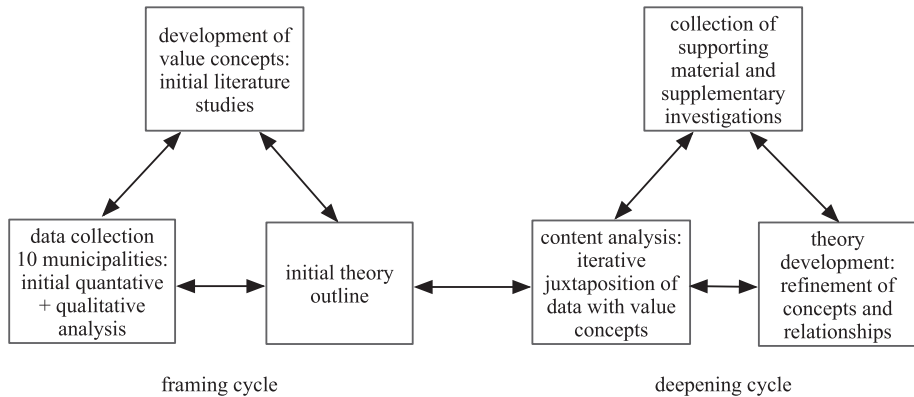 development of
value concepts:
initial literature
studies
data collection
10 municipalities:
initial quantative
+ qualitative
analysis
initial theory
outline
framing cycle
collection of
supporting
material and
supplementary
investigations
content analysis:
iterative
juxtaposition of
data with value
concepts
theory
development:
refinement of
concepts and
relationships
deepening cycle